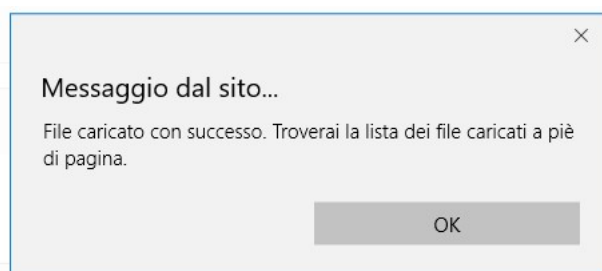 Messaggio dal sito...
File caricato con successo. Troverai la lista dei file caricati a piè
di pagina.
OK